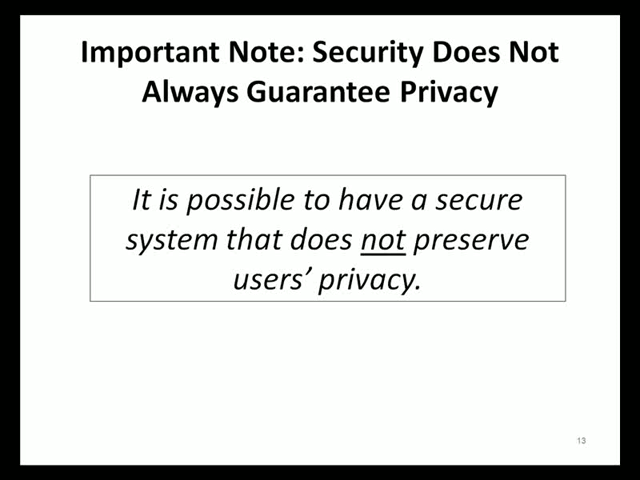 Important Note: Security Does Not
Always Guarantee Privacy
It is possible to have a secure
system that does not preserve
users’ privacy.
13